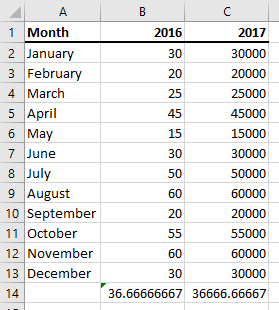 A B C
1 Month 2016 2017
2 January 30 30000
3 February 20 20000
4 March 25 25000
5 April 45 45000
6 May 15 15000
7 June 30 30000
8 July 50 50000
9 August 60 60000
10 September 20 20000
11 October 55 55000
12 November 60 60000
13 December 30 30000
14 36.66666667 36666.66667